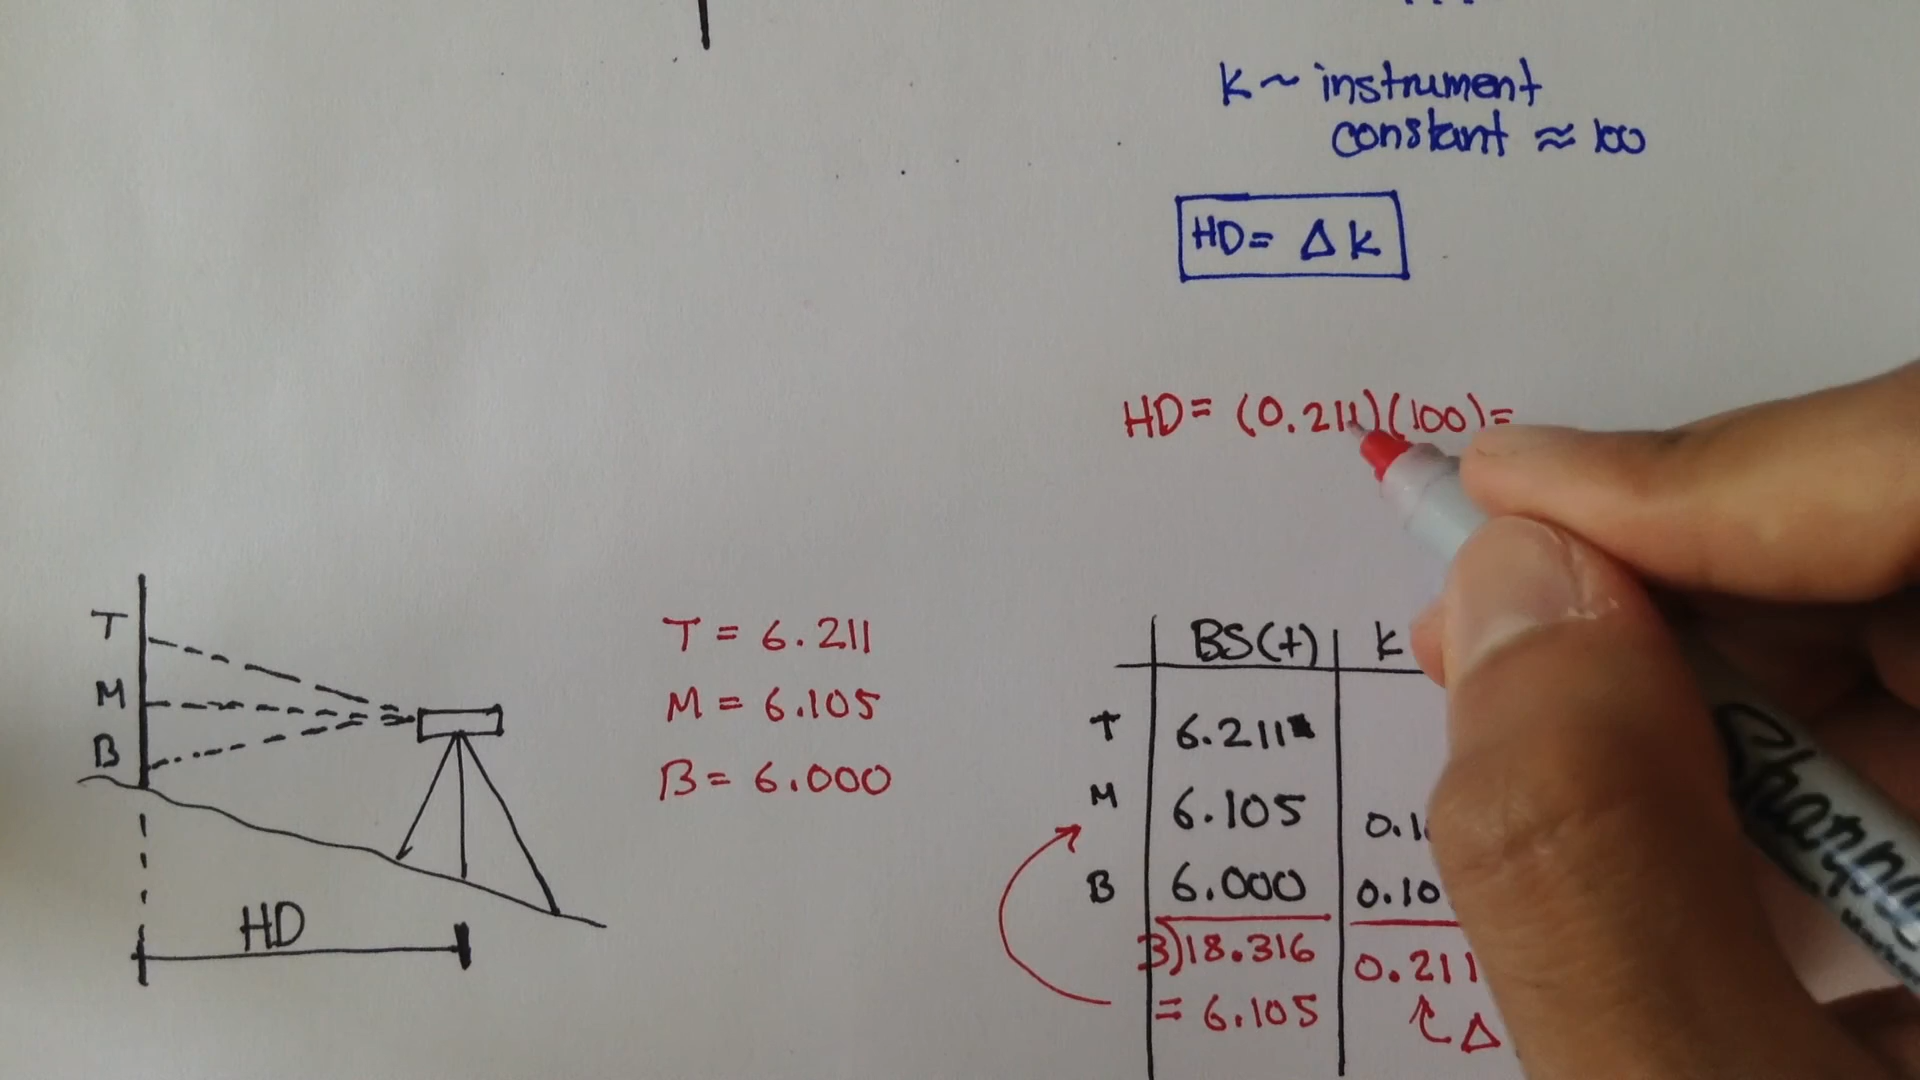 K ~ instrument
constant ≈ 100
HD = Δ K
HD = (0.211)(100) =
T
M
B
HD
T = 6.211
M = 6.105
B = 6.000
BS(+) K
T 6.211
M 6.105
B 6.000
3)18.316 0.211
= 6.105 Δ
Sharpie